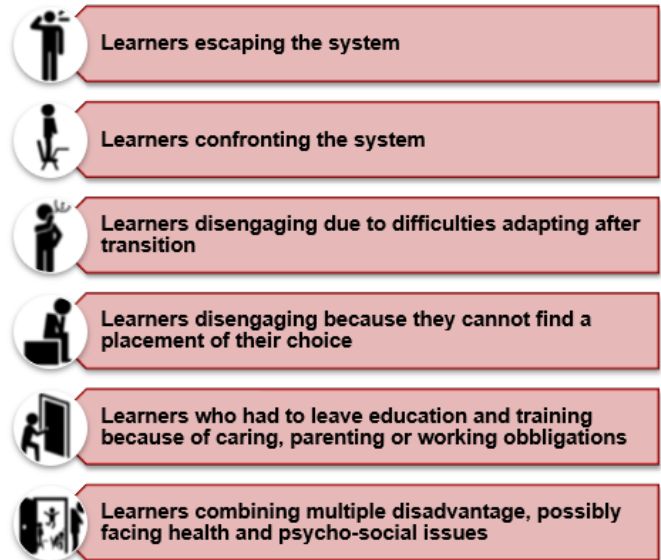 Learners escaping the system
Learners confronting the system
Learners disengaging due to difficulties adapting after
transition
Learners disengaging because they cannot find a
placement of their choice
Learners who had to leave education and training
because of caring, parenting or working obbligations
Learners combining multiple disadvantage, possibly
facing health and psycho-social issues